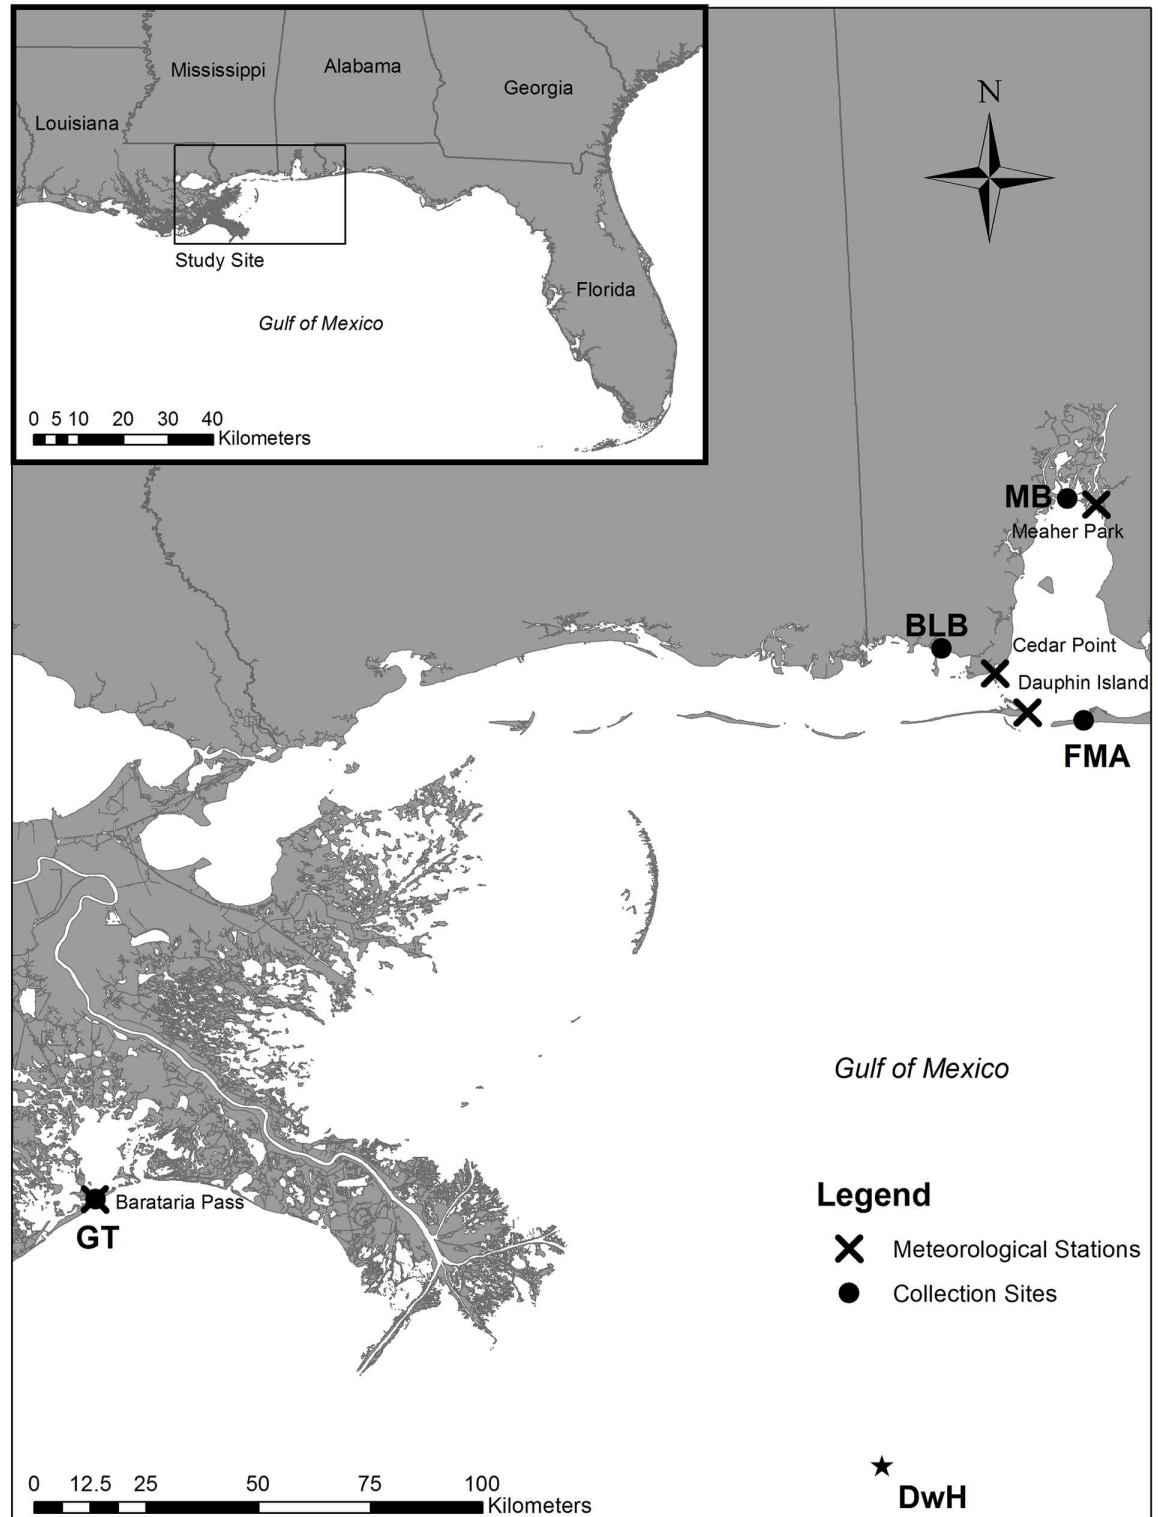 Mississippi
Alabama
Georgia
Louisiana
Study Site
Florida
Gulf of Mexico
0 5 10 20 30 40
Kilometers
N
MB
Meaher Park
BLB
Cedar Point
Dauphin Island
FMA
Gulf of Mexico
Barataria Pass
GT
Legend
Meteorological Stations
Collection Sites
0 12.5 25 50 75 100
Kilometers
DwH